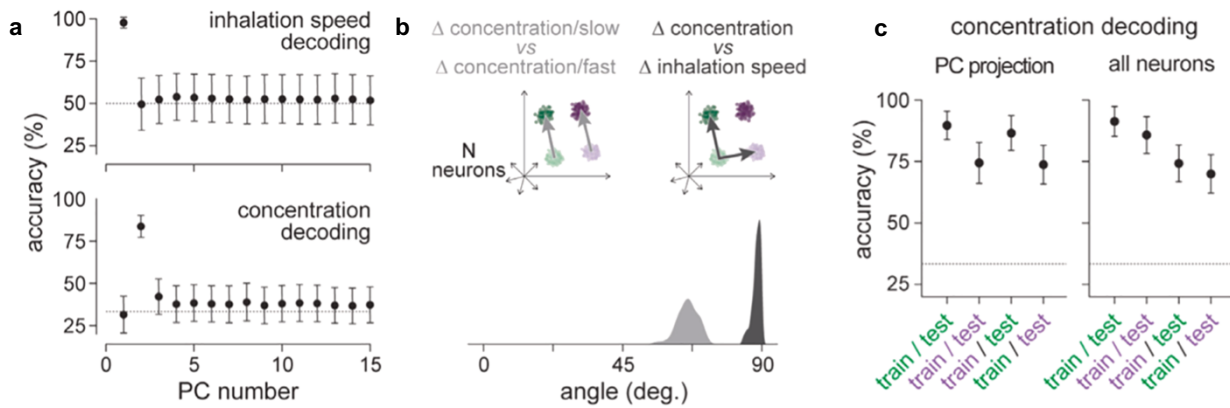 a
inhalation speed
decoding
100
75
50
25
concentration
decoding
100
75
50
25
accuracy (%)
0
5
10
15
PC number
b
Δ concentration/slow
vs
Δ concentration/fast
Δ concentration
vs
Δ inhalation speed
N
neurons
0
45
90
angle (deg.)
c
concentration decoding
PC projection
all neurons
100
75
50
25
accuracy (%)
train / test
train / test
train / test
train / test
train / test
train / test
train / test
train / test